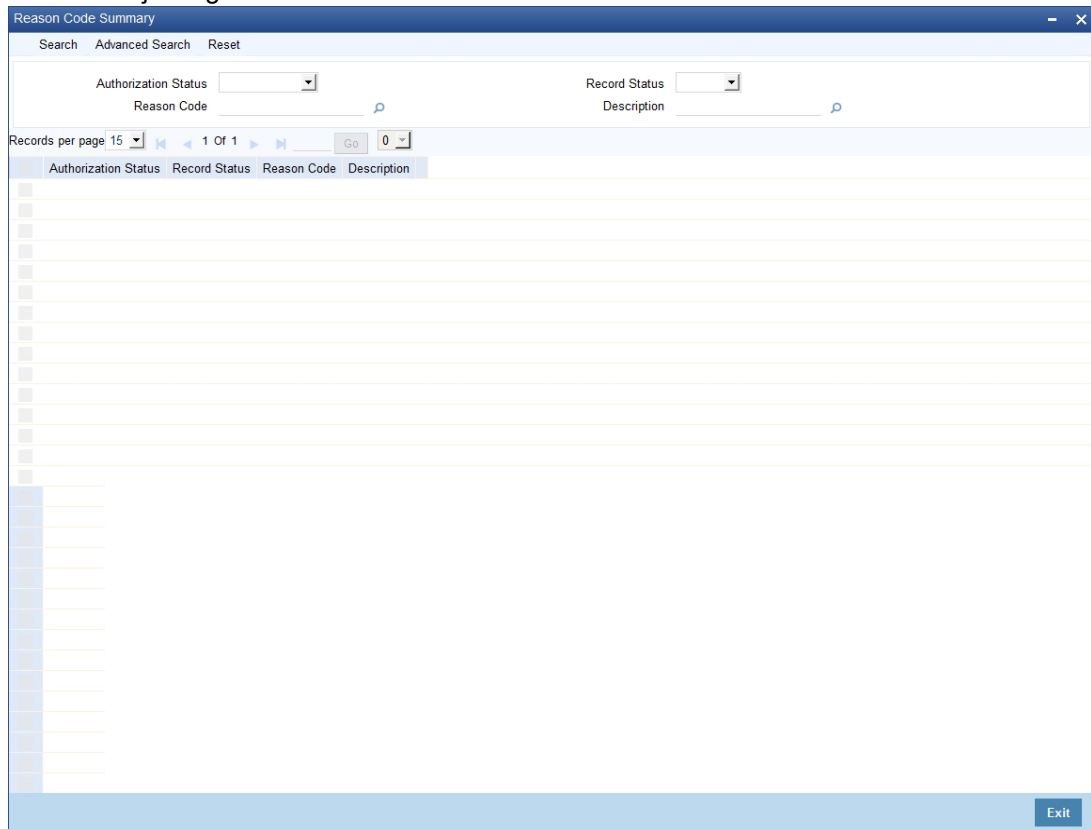 Reason Code Summary
Search Advanced Search Reset
Authorization Status Record Status
Reason Code Description
Records per page 15 1 Of 1 Go 0
Authorization Status Record Status Reason Code Description
Exit